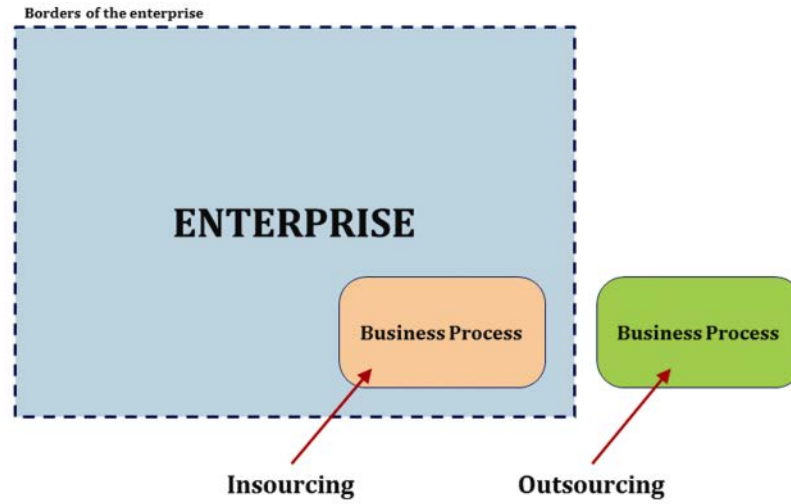 Borders of the enterprise
ENTERPRISE
Business Process
Business Process
Insourcing
Outsourcing